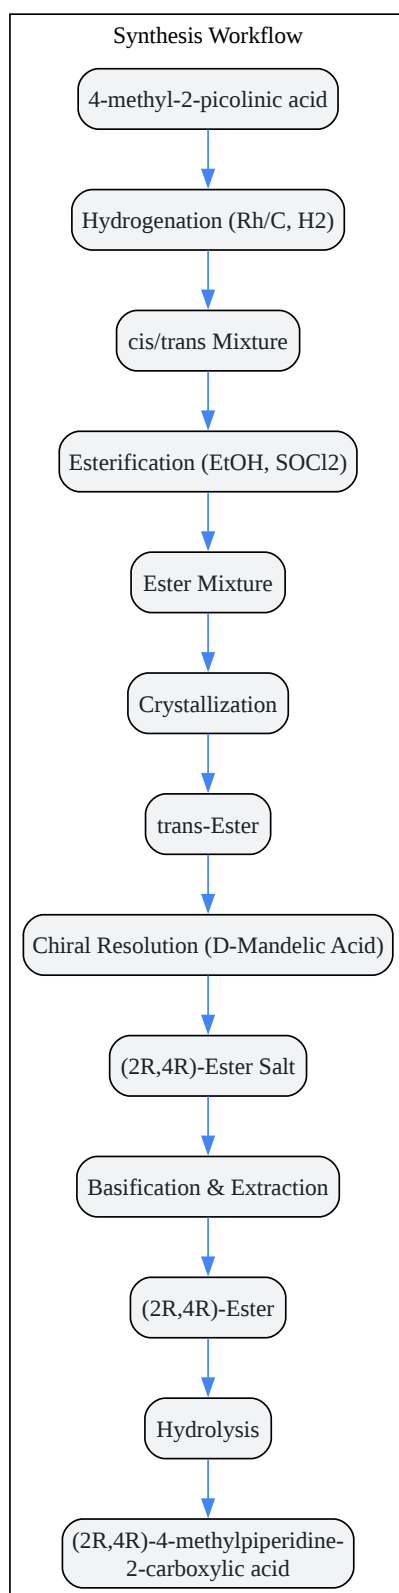 Synthesis Workflow
4-methyl-2-picolinic acid
Hydrogenation (Rh/C, H2)
cis/trans Mixture
Esterification (EtOH, SOCl2)
Ester Mixture
Crystallization
trans-Ester
Chiral Resolution (D-Mandelic Acid)
(2R,4R)-Ester Salt
Basification & Extraction
(2R,4R)-Ester
Hydrolysis
(2R,4R)-4-methylpiperidine-
2-carboxylic acid